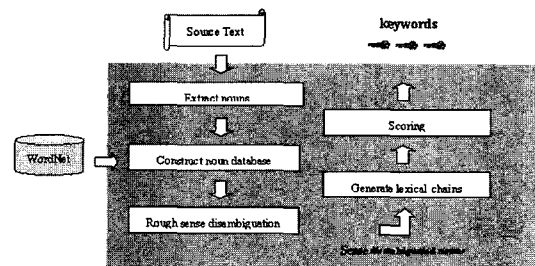 Source Text
Extract nouns
WordNet
Construct noun database
Rough sense disambiguation
keywords
Scoring
Generate lexical chains